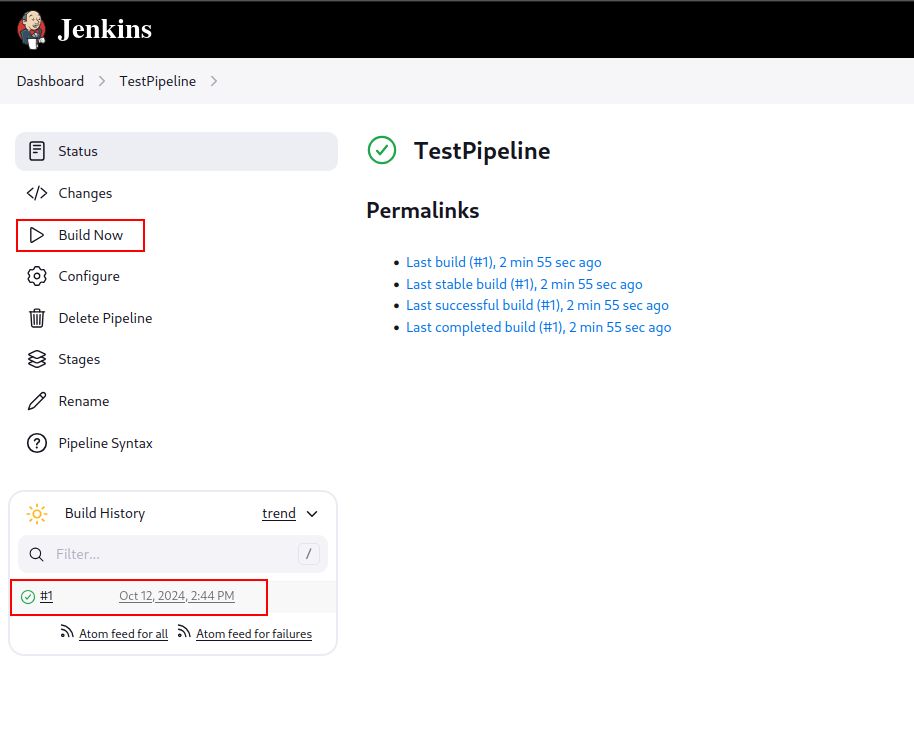 Jenkins
Dashboard > TestPipeline >
Status
Changes
Build Now
Configure
Delete Pipeline
Stages
Rename
Pipeline Syntax
Build History trend
Filter... /
#1 Oct 12, 2024, 2:44 PM
Atom feed for all Atom feed for failures
TestPipeline
Permalinks
Last build (#1), 2 min 55 sec ago
Last stable build (#1), 2 min 55 sec ago
Last successful build (#1), 2 min 55 sec ago
Last completed build (#1), 2 min 55 sec ago